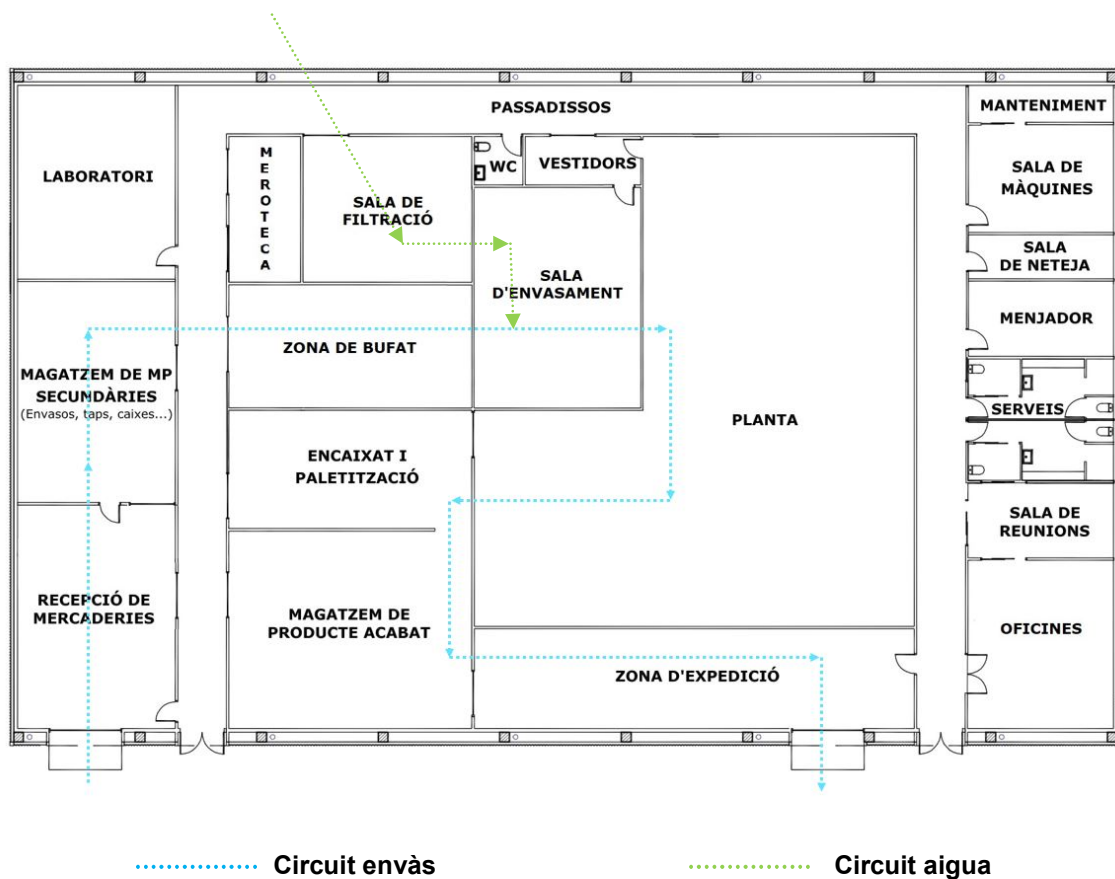 PASSADISSOS
MANTENIMENT
LABORATORI
MEROTECA
SALA DE
FILTRACIÓ
WC
VESTIDORS
SALA DE
MÀQUINES
SALA
D'ENVASAMENT
SALA
DE NETEJA
MENJADOR
ZONA DE BUFAT
MAGATZEM DE MP
SECUNDÀRIES
(Envasos, taps, caixes...)
PLANTA
SERVEIS
ENCAIXAT I
PALETITZACIÓ
SALA DE
REUNIONS
RECEPCIÓ DE
MERCADERIES
MAGATZEM DE
PRODUCTE ACABAT
OFICINES
ZONA D'EXPEDICIÓ
Circuit envàs
Circuit aigua